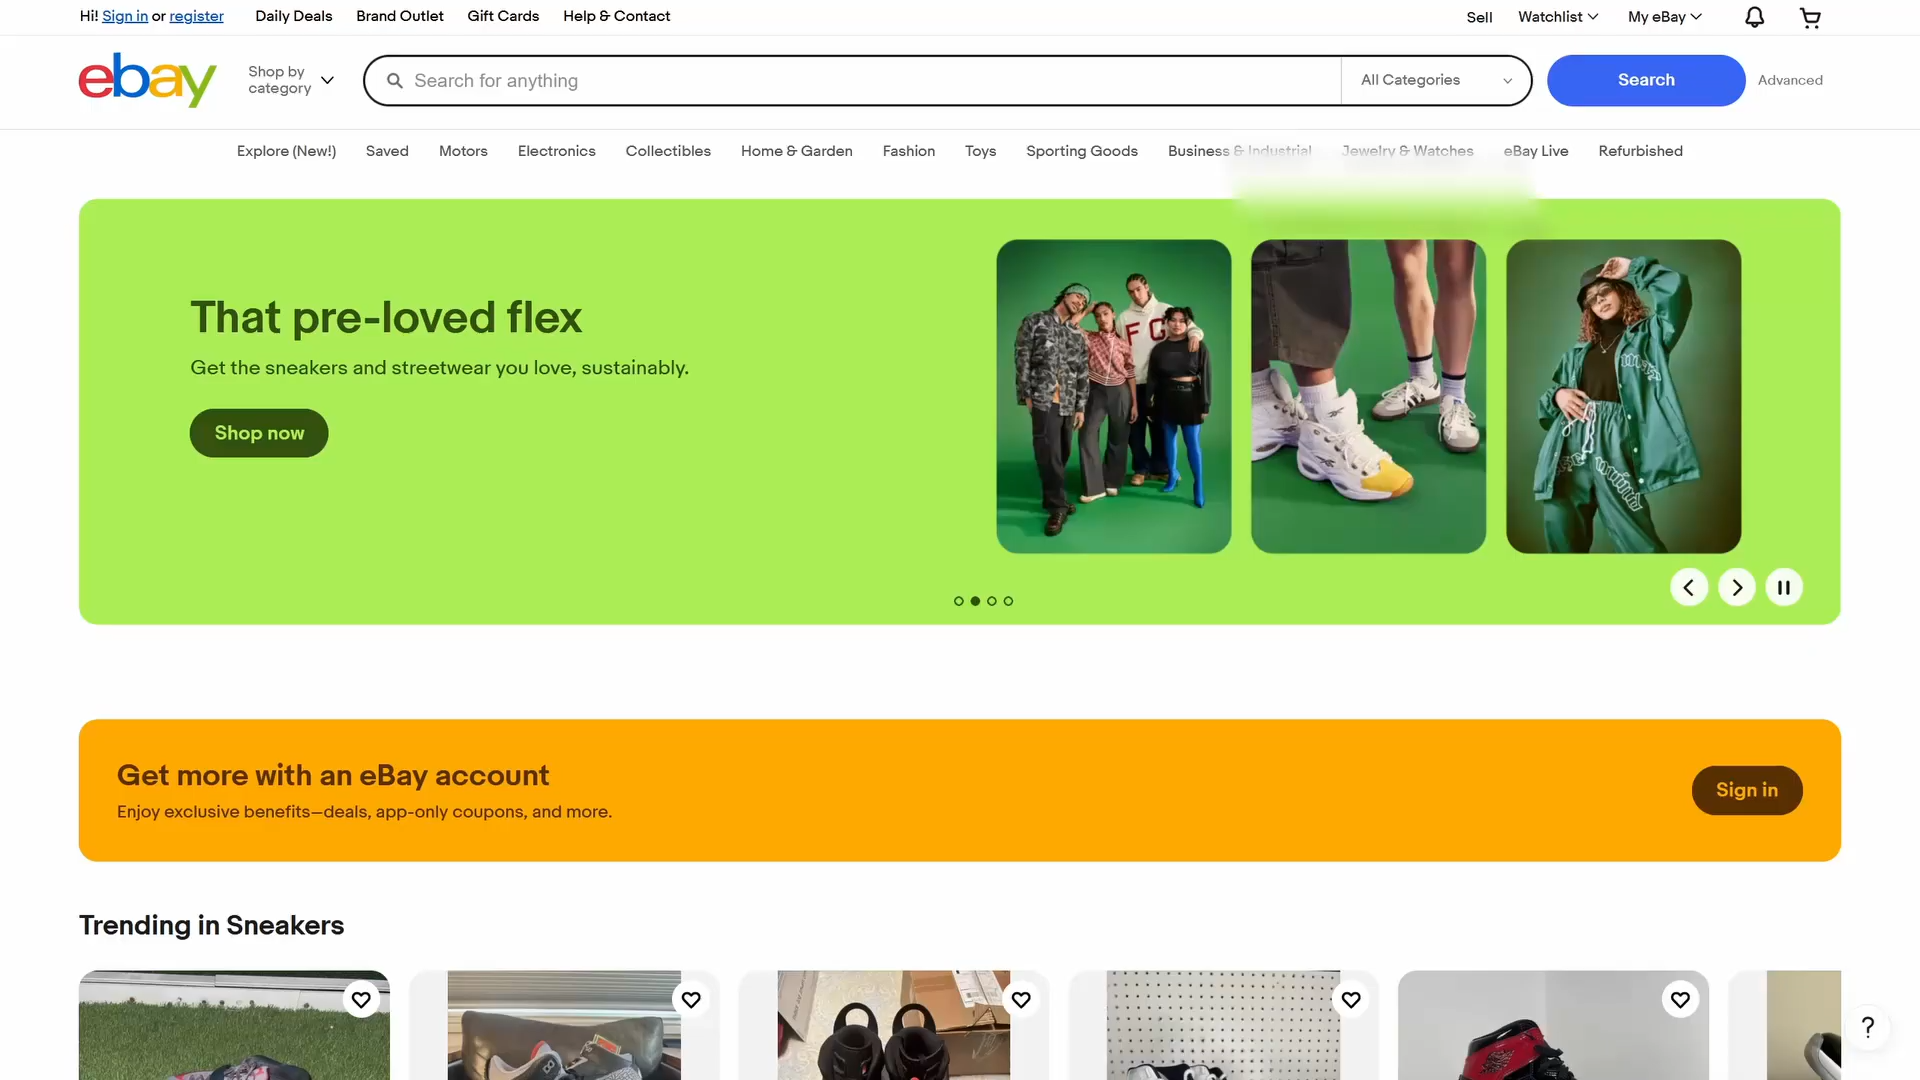 Hi! Sign in or register
Daily Deals
Brand Outlet
Gift Cards
Help & Contact
Sell
Watchlist
My eBay
ebay
Shop by
category
Search for anything
All Categories
Search
Advanced
Explore (New!)
Saved
Motors
Electronics
Collectibles
Home & Garden
Fashion
Toys
Sporting Goods
Business & Industrial
Jewelry & Watches
eBay Live
Refurbished
That pre-loved flex
Get the sneakers and streetwear you love, sustainably.
Shop now
F C
Get more with an eBay account
Enjoy exclusive benefits—deals, app-only coupons, and more.
Sign in
Trending in Sneakers
?